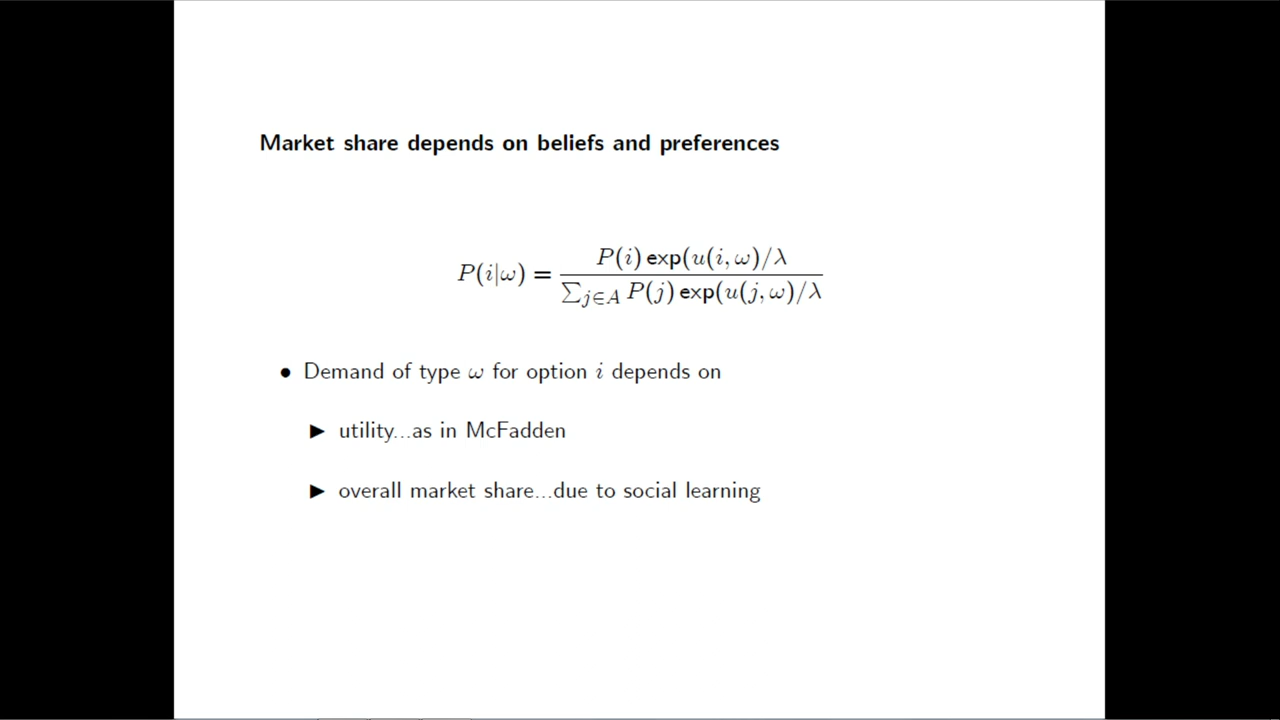 Market share depends on beliefs and preferences
P(i|ω) = P(i) exp(u(i, ω)/λ / ∑j∈A P(j) exp(u(j, ω)/λ
● Demand of type ω for option i depends on
▶ utility...as in McFadden
▶ overall market share...due to social learning